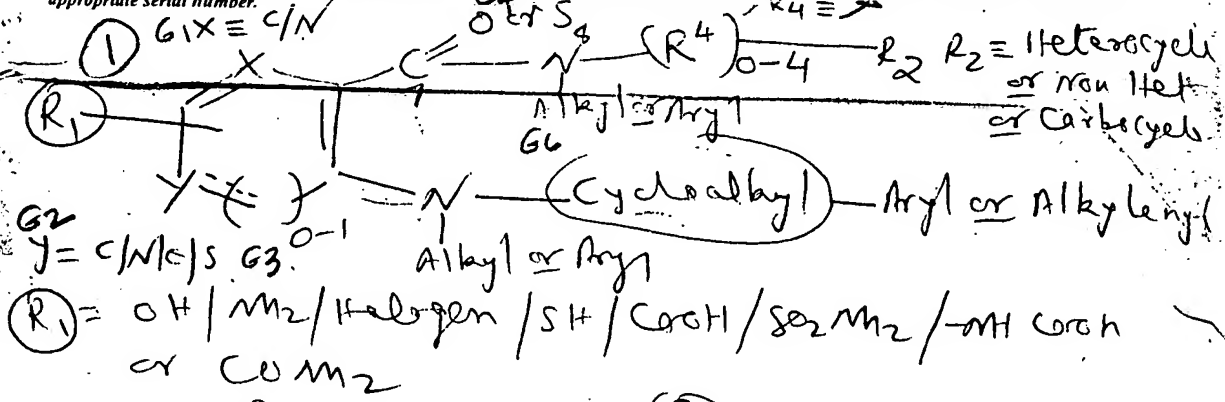 appropriate serial number.
① G1X ≡ C/N O or S R4 ≡
X C N (R⁴)0-4 R2 R2 ≡ Heterocycle
or Non Het
R1 Alkyl or Aryl or Carbocycle
G6
Y ( ) 0-1 N Cycloalkyl Aryl or Alkylenyl
G2
Y = C/N/O/S G3 Alkyl or Aryl
R1 = OH / NH2 / Halogen / SH / COOH / SO2NH2 / -NH COOH
or CONH2